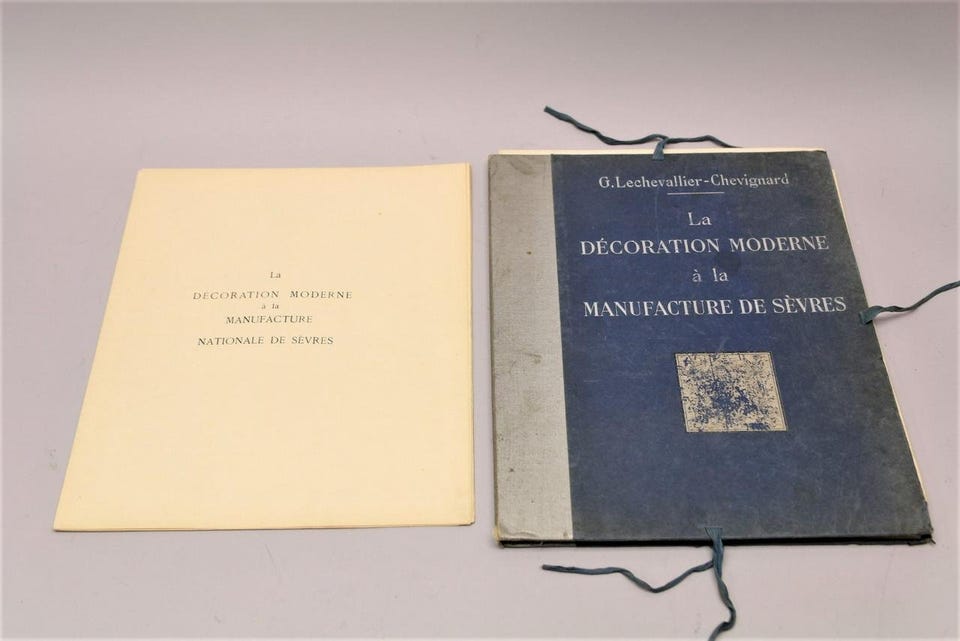 La
DÉCORATION MODERNE
à la
MANUFACTURE
NATIONALE DE SÈVRES
G. Lechevallier-Chevignard
La
DÉCORATION MODERNE
à la
MANUFACTURE DE SÈVRES